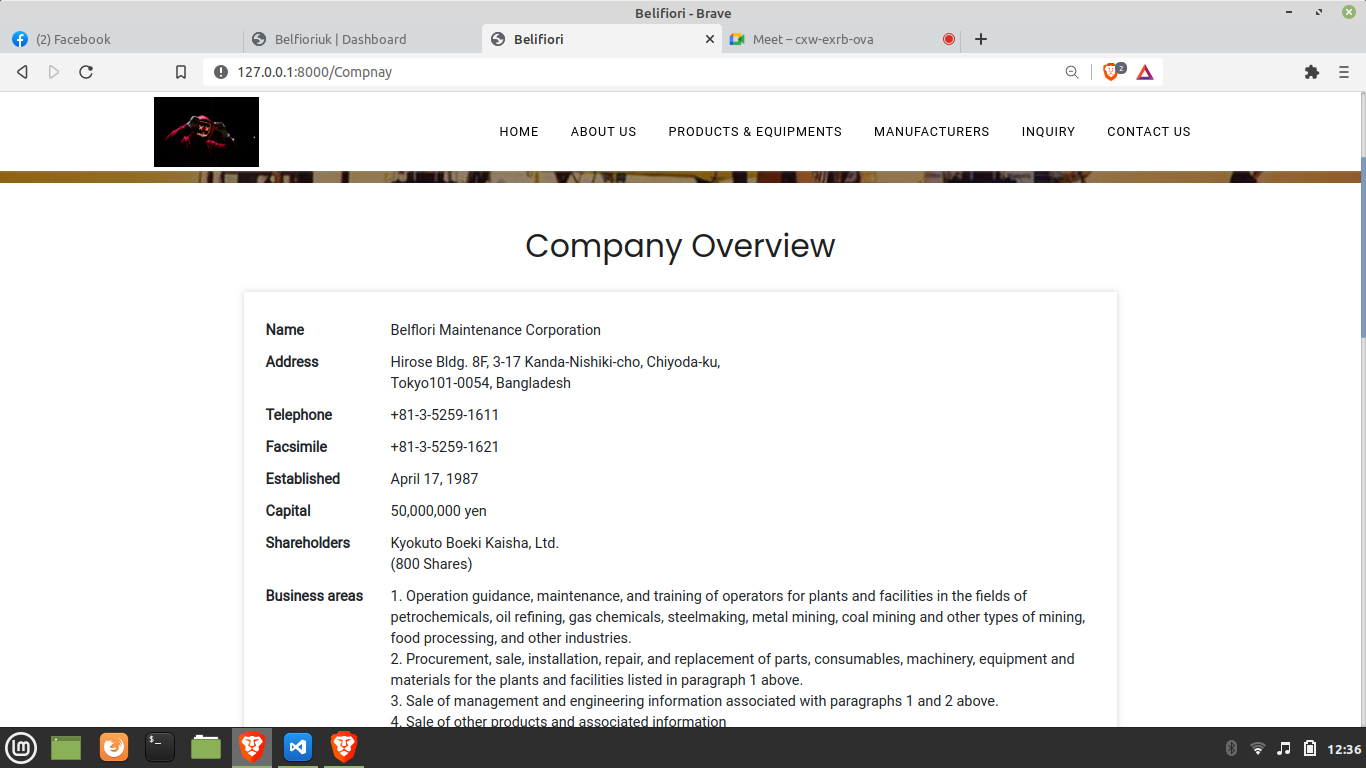 Belifiori - Brave
(2) Facebook
Belfioriuk | Dashboard
Belifiori
Meet – cxw-exrb-ova
127.0.0.1:8000/Compnay
2
HOME
ABOUT US
PRODUCTS & EQUIPMENTS
MANUFACTURERS
INQUIRY
CONTACT US
Company Overview
Name
Belflori Maintenance Corporation
Address
Hirose Bldg. 8F, 3-17 Kanda-Nishiki-cho, Chiyoda-ku,
Tokyo101-0054, Bangladesh
Telephone
+81-3-5259-1611
Facsimile
+81-3-5259-1621
Established
April 17, 1987
Capital
50,000,000 yen
Shareholders
Kyokuto Boeki Kaisha, Ltd.
(800 Shares)
Business areas
1. Operation guidance, maintenance, and training of operators for plants and facilities in the fields of
petrochemicals, oil refining, gas chemicals, steelmaking, metal mining, coal mining and other types of mining,
food processing, and other industries.
2. Procurement, sale, installation, repair, and replacement of parts, consumables, machinery, equipment and
materials for the plants and facilities listed in paragraph 1 above.
3. Sale of management and engineering information associated with paragraphs 1 and 2 above.
4. Sale of other products and associated information
12:36